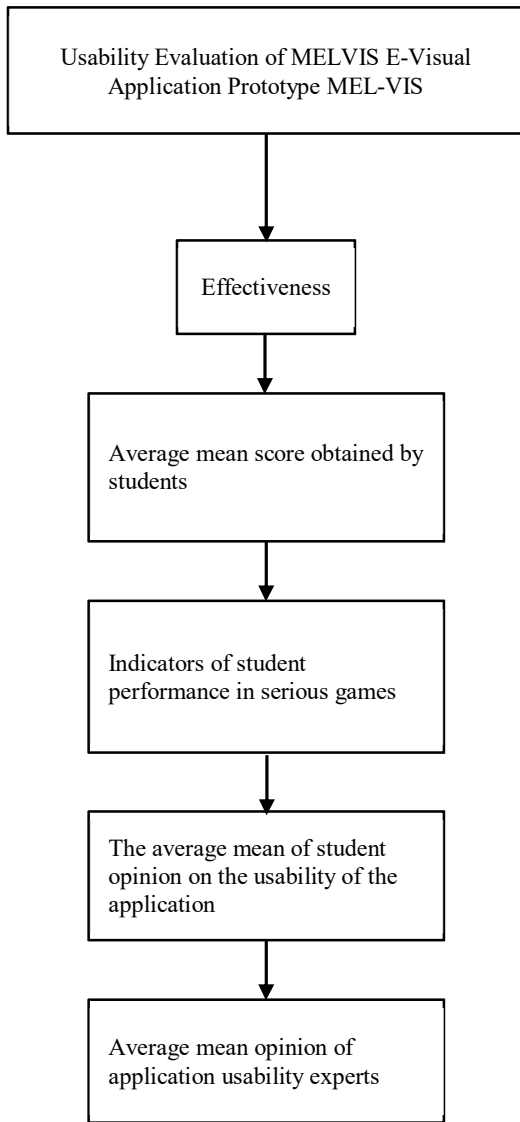 Usability Evaluation of MELVIS E-Visual
Application Prototype MEL-VIS
Effectiveness
Average mean score obtained by
students
Indicators of student
performance in serious games
The average mean of student
opinion on the usability of the
application
Average mean opinion of
application usability experts